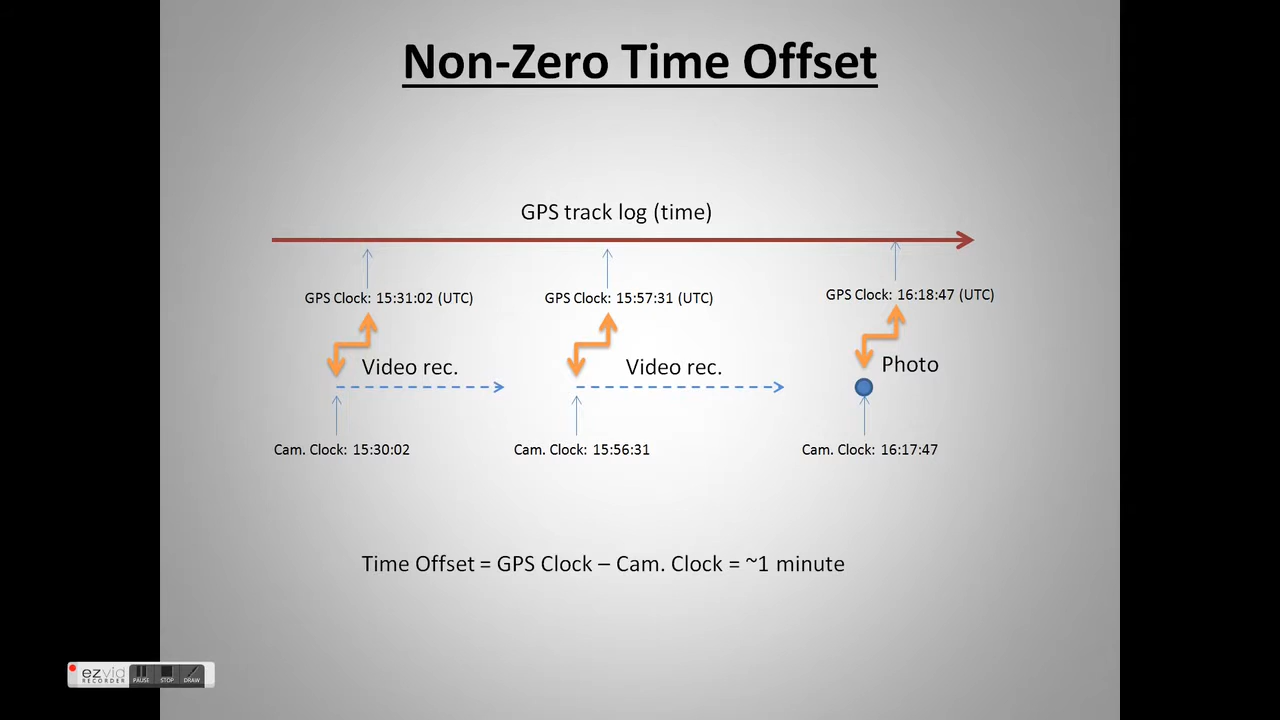 Non-Zero Time Offset
GPS track log (time)
GPS Clock: 15:31:02 (UTC)
GPS Clock: 15:57:31 (UTC)
GPS Clock: 16:18:47 (UTC)
Video rec.
Video rec.
Photo
Cam. Clock: 15:30:02
Cam. Clock: 15:56:31
Cam. Clock: 16:17:47
Time Offset = GPS Clock – Cam. Clock = ~1 minute
ezvid
RECORDER
PAUSE
STOP
DRAW